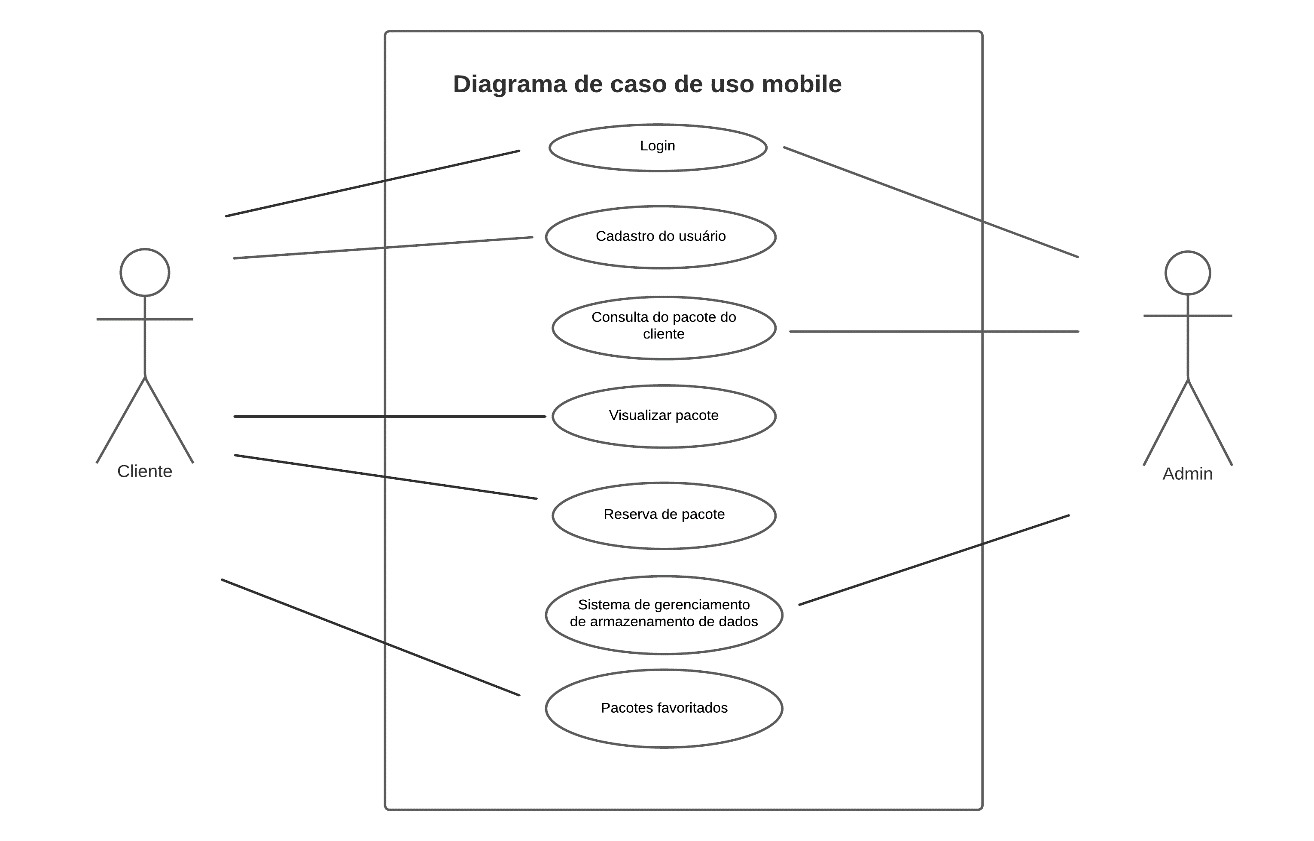 Diagrama de caso de uso mobile
Login
Cadastro do usuário
Consulta do pacote do
cliente
Visualizar pacote
Cliente
Admin
Reserva de pacote
Sistema de gerenciamento
de armazenamento de dados
Pacotes favoritados